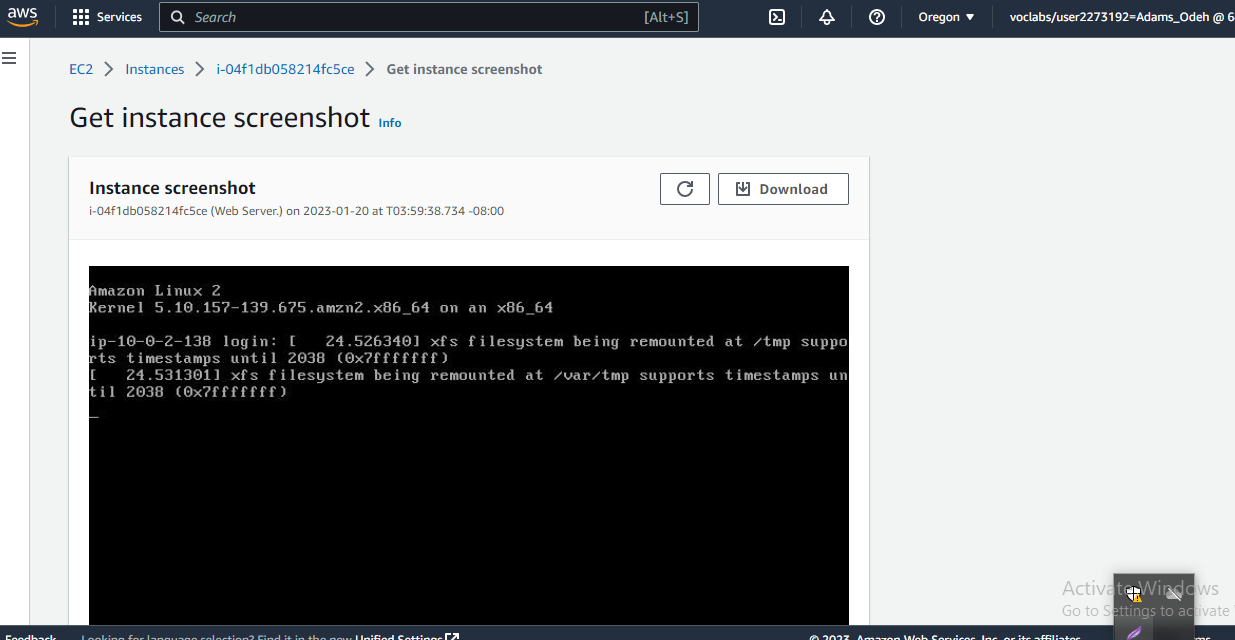 aws
Services
Search
[Alt+S]
Oregon
voclabs/user2273192=Adams_Odeh @ 6
EC2
Instances
i-04f1db058214fc5ce
Get instance screenshot
Get instance screenshot Info
Instance screenshot
Download
i-04f1db058214fc5ce (Web Server.) on 2023-01-20 at T03:59:38.734 -08:00
Amazon Linux 2
Kernel 5.10.157-139.675.amzn2.x86_64 on an x86_64
ip-10-0-2-138 login: [   24.526340] xfs filesystem being remounted at /tmp suppo
rts timestamps until 2038 (0x7fffffff)
[   24.531301] xfs filesystem being remounted at /var/tmp supports timestamps un
til 2038 (0x7fffffff)
_
Activate Windows
Go to Settings to activate
Feedback
Looking for language selection? Find it in the new Unified Settings
© 2023, Amazon Web Services, Inc. or its affiliates.